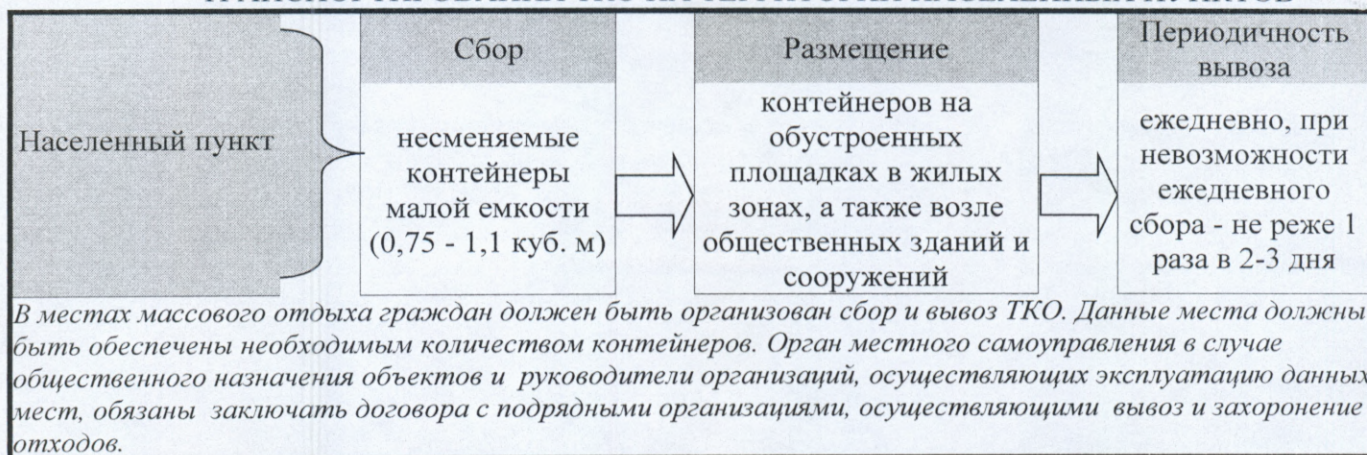 Населенный пункт
Сбор
несменяемые
контейнеры
малой емкости
(0,75 - 1,1 куб. м)
Размещение
контейнеров на
обустроенных
площадках в жилых
зонах, а также возле
общественных зданий и
сооружений
Периодичность
вывоза
ежедневно, при
невозможности
ежедневного
сбора - не реже 1
раза в 2-3 дня
В местах массового отдыха граждан должен быть организован сбор и вывоз ТКО. Данные места должны
быть обеспечены необходимым количеством контейнеров. Орган местного самоуправления в случае
общественного назначения объектов и руководители организаций, осуществляющих эксплуатацию данных
мест, обязаны заключать договора с подрядными организациями, осуществляющими вывоз и захоронение
отходов.